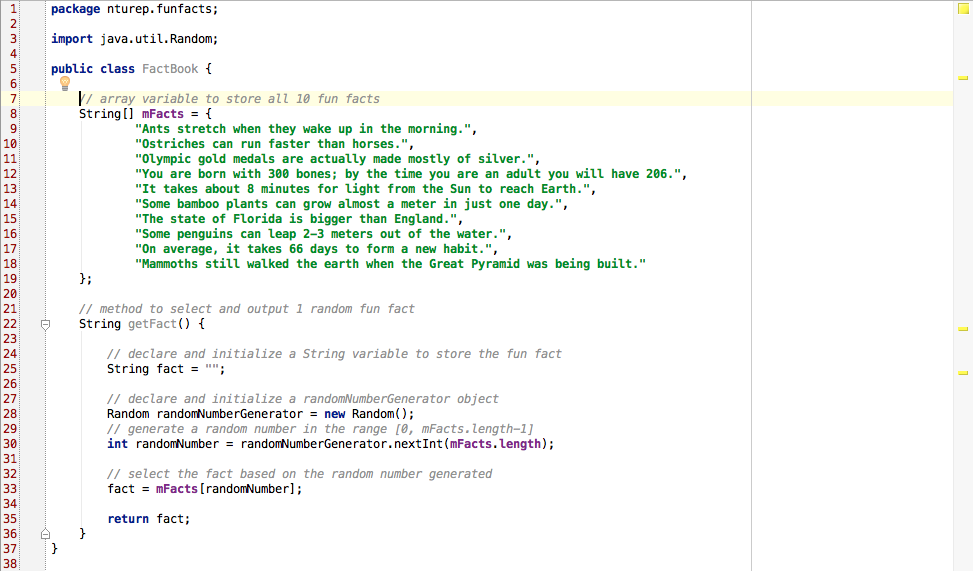 1 package nturep.funfacts;
2
3 import java.util.Random;
4
5 public class FactBook {
6
7 // array variable to store all 10 fun facts
8 String[] mFacts = {
9 "Ants stretch when they wake up in the morning.",
10 "Ostriches can run faster than horses.",
11 "Olympic gold medals are actually made mostly of silver.",
12 "You are born with 300 bones; by the time you are an adult you will have 206.",
13 "It takes about 8 minutes for light from the Sun to reach Earth.",
14 "Some bamboo plants can grow almost a meter in just one day.",
15 "The state of Florida is bigger than England.",
16 "Some penguins can leap 2–3 meters out of the water.",
17 "On average, it takes 66 days to form a new habit.",
18 "Mammoths still walked the earth when the Great Pyramid was being built."
19 };
20
21 // method to select and output 1 random fun fact
22 String getFact() {
23
24 // declare and initialize a String variable to store the fun fact
25 String fact = "";
26
27 // declare and initialize a randomNumberGenerator object
28 Random randomNumberGenerator = new Random();
29 // generate a random number in the range [0, mFacts.length-1]
30 int randomNumber = randomNumberGenerator.nextInt(mFacts.length);
31
32 // select the fact based on the random number generated
33 fact = mFacts[randomNumber];
34
35 return fact;
36 }
37 }
38